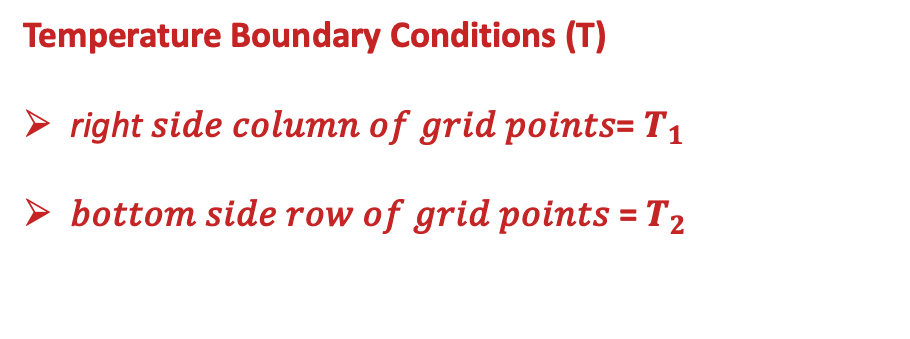 Temperature Boundary Conditions (T)
➢ right side column of grid points= T₁
➢ bottom side row of grid points = T₂